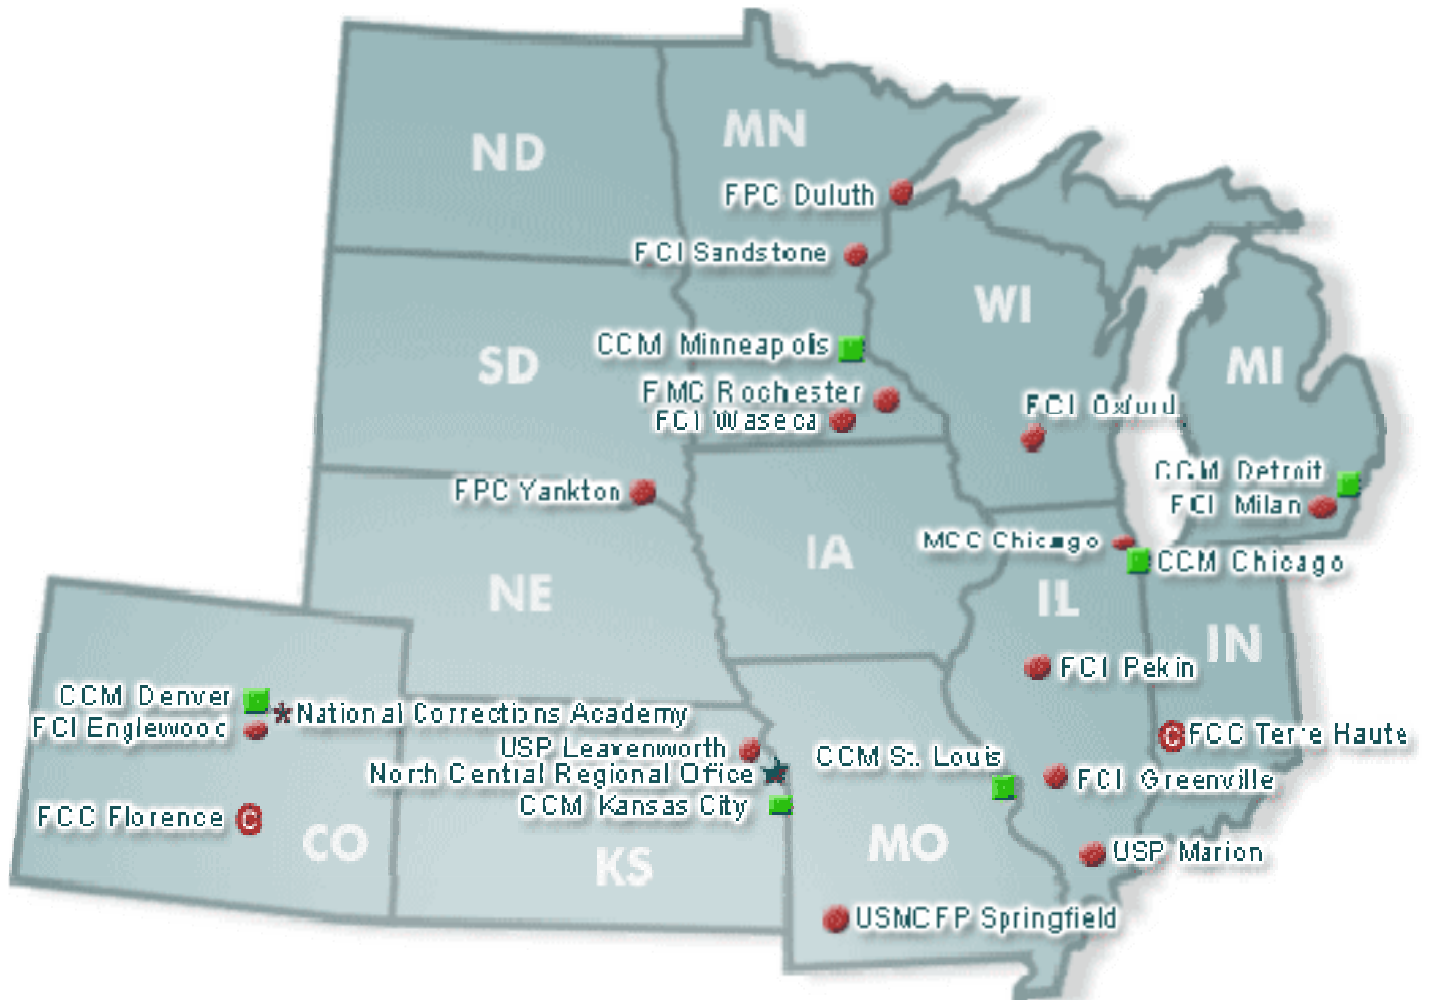 MN
ND
FPC Duluth
FCI Sandstone
WI
CCM Minneapolis
SD
MI
FMC Rochester
FCI Oxford
FCI Waseca
CCM Detroit
FPC Yankton
FCI Milan
MCC Chicago
IA
CCM Chicago
NE
IL
IN
FCI Pekin
CCM Denver
*National Corrections Academy
FCI Englewood
FCC Terre Haute
USP Leavenworth
CCM St. Louis
North Central Regional Office
FCI Greenville
CCM Kansas City
FCC Florence
C
C
CO
MO
KS
USP Marion
USMCFP Springfield